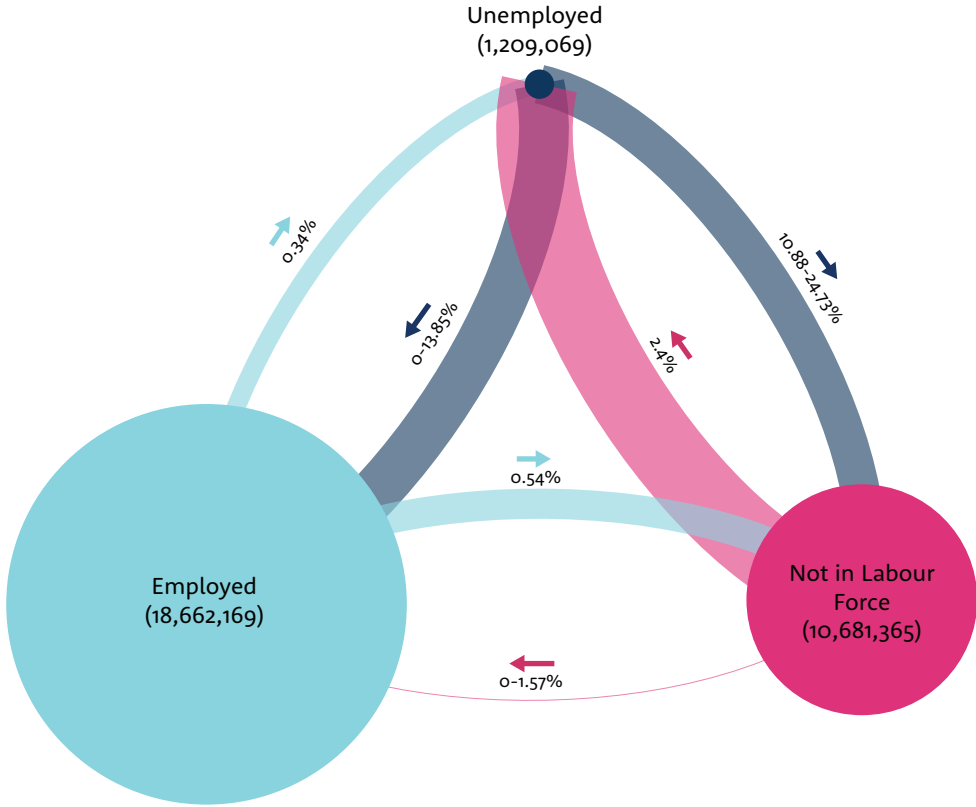 Unemployed
(1,209,069)
0.34%
10.88-24.73%
0-13.85%
2.4%
0.54%
Employed
(18,662,169)
Not in Labour
Force
(10,681,365)
0-1.57%